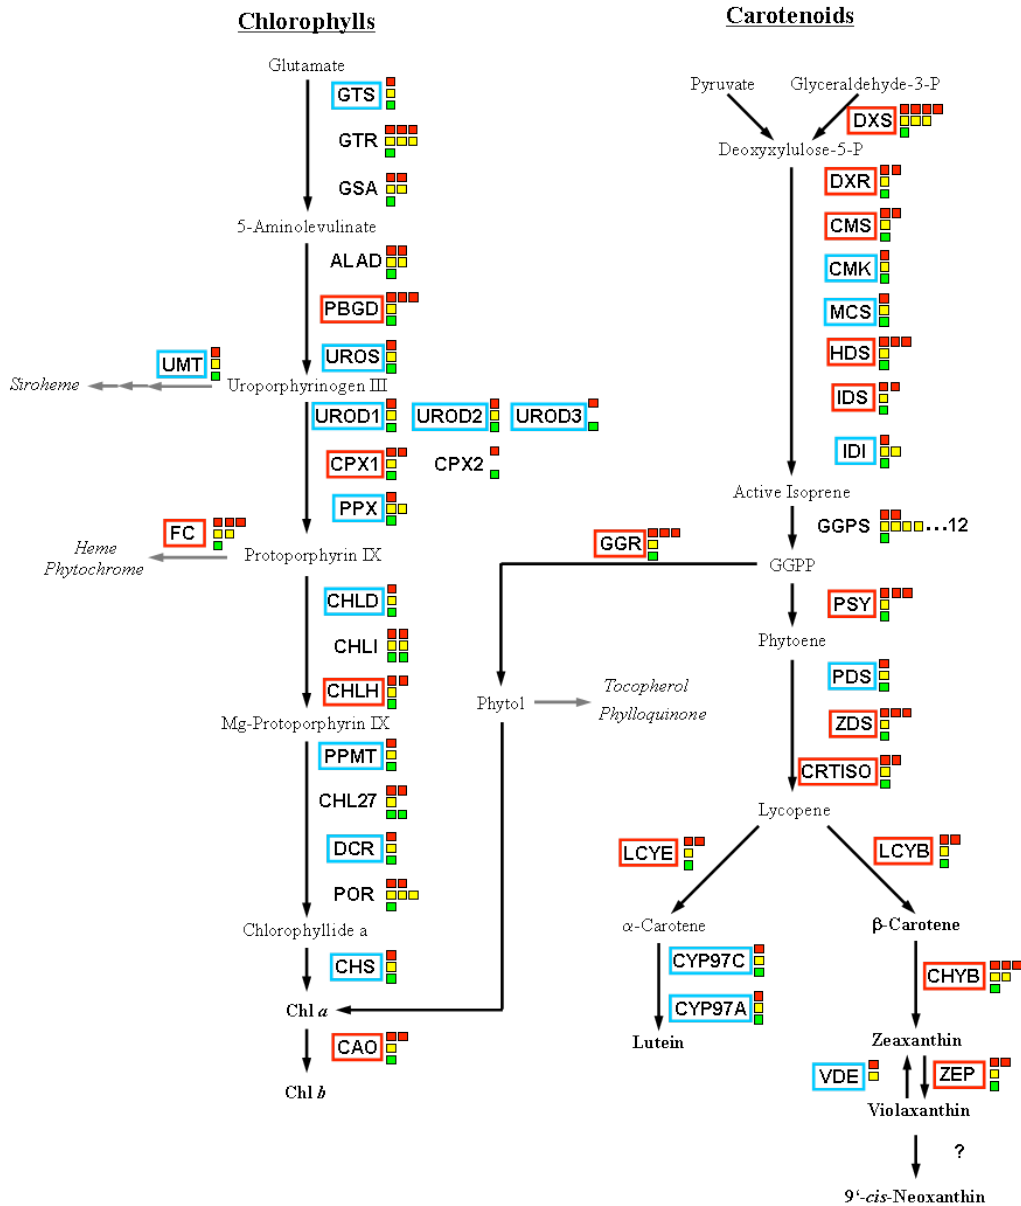 Chlorophylls
Glutamate
GTS
GTR
GSA
5-Aminolevulinate
ALAD
PBGD
UROS
UMT
Siroheme
Uroporphyrinogen III
UROD1 UROD2 UROD3
CPX1 CPX2
PPX
FC
Heme
Phytochrome
Protoporphyrin IX
CHLD
CHLI
CHLH
Mg-Protoporphyrin IX
PPMT
CHL27
DCR
POR
Chlorophyllide a
CHS
Chl a
CAO
Chl b
Carotenoids
Pyruvate Glyceraldehyde-3-P
DXS
Deoxyxylulose-5-P
DXR
CMS
CMK
MCS
HDS
IDS
IDI
Active Isoprene
GGPS ...12
GGR
GGPP
PSY
Phytoene
PDS
Phytol
Tocopherol
Phylloquinone
ZDS
CRTISO
Lycopene
LCYE LCYB
α-Carotene β-Carotene
CYP97C
CHYB
CYP97A
Lutein Zeaxanthin
VDE ZEP
Violaxanthin
?
9‘-cis-Neoxanthin